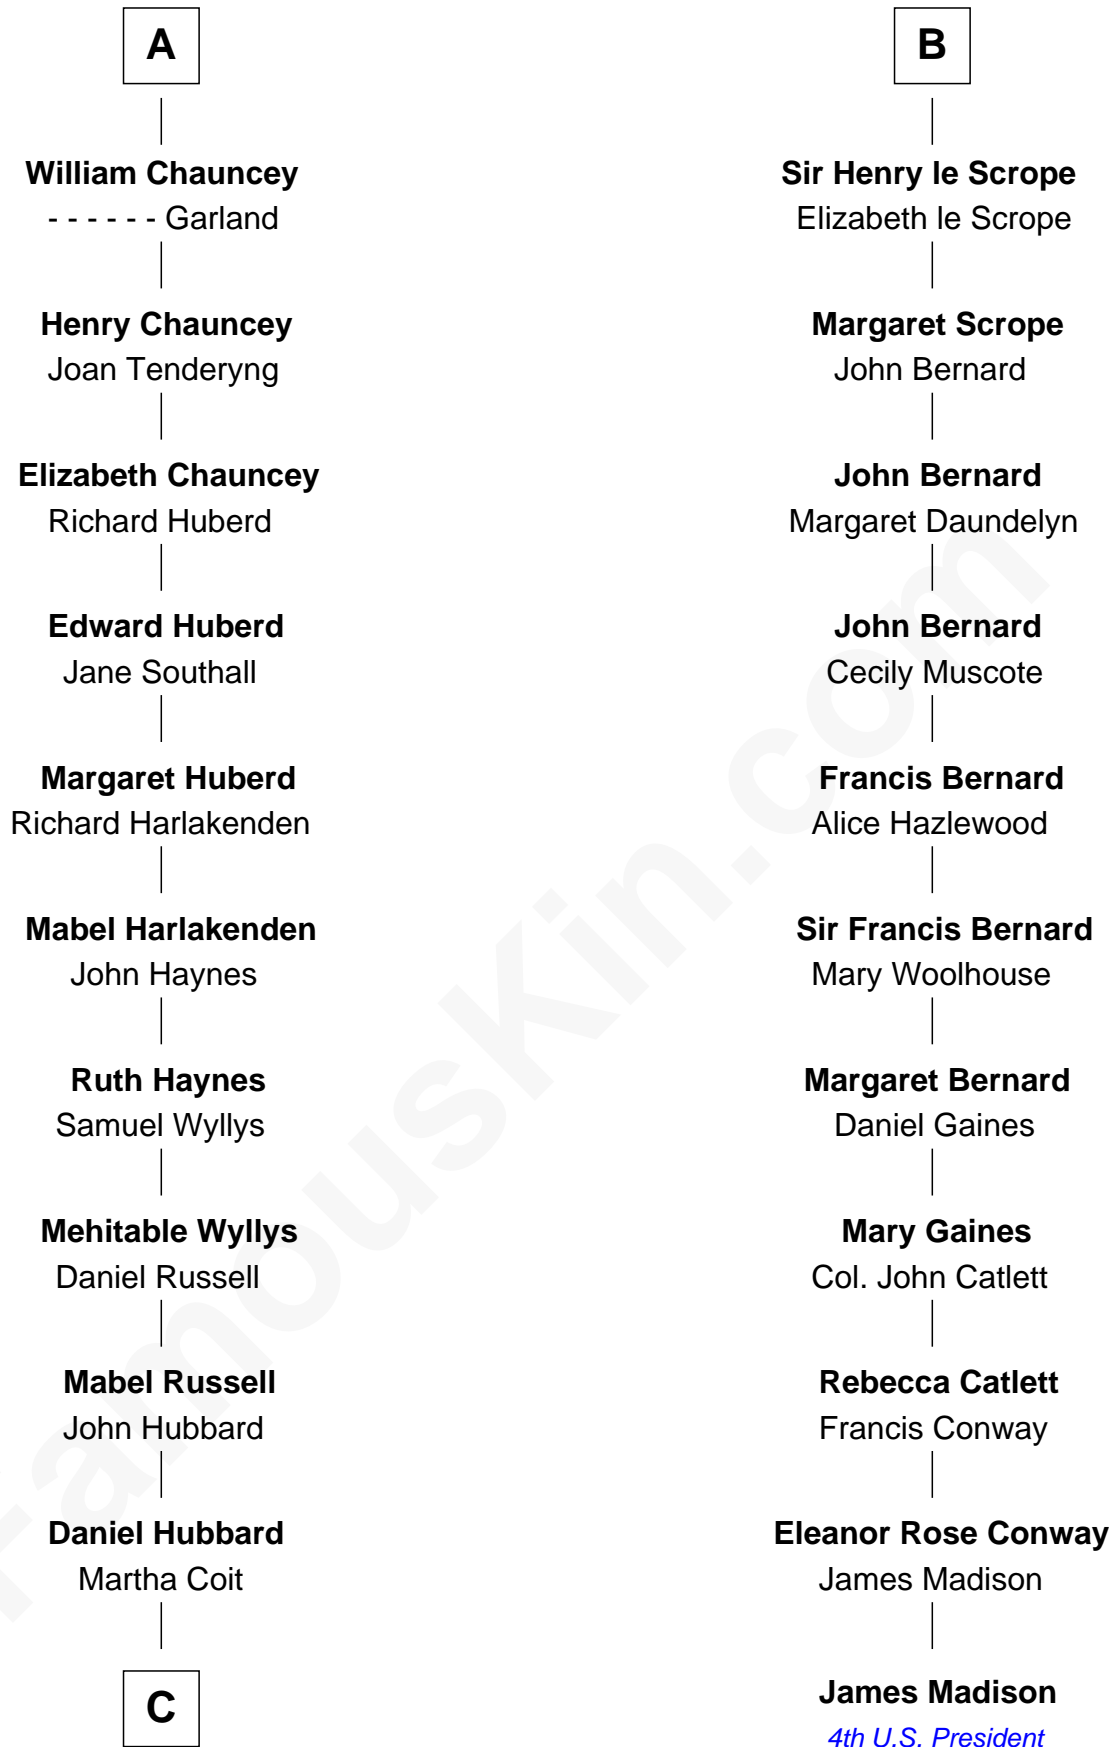 A
William Chauncey
- - - - - - Garland
Henry Chauncey
Joan Tenderyng
Elizabeth Chauncey
Richard Huberd
Edward Huberd
Jane Southall
Margaret Huberd
Richard Harlakenden
Mabel Harlakenden
John Haynes
Ruth Haynes
Samuel Wyllys
Mehitable Wyllys
Daniel Russell
Mabel Russell
John Hubbard
Daniel Hubbard
Martha Coit
C
B
Sir Henry le Scrope
Elizabeth le Scrope
Margaret Scrope
John Bernard
John Bernard
Margaret Daundelyn
John Bernard
Cecily Muscote
Francis Bernard
Alice Hazlewood
Sir Francis Bernard
Mary Woolhouse
Margaret Bernard
Daniel Gaines
Mary Gaines
Col. John Catlett
Rebecca Catlett
Francis Conway
Eleanor Rose Conway
James Madison
James Madison
4th U.S. President
FamousKin.com